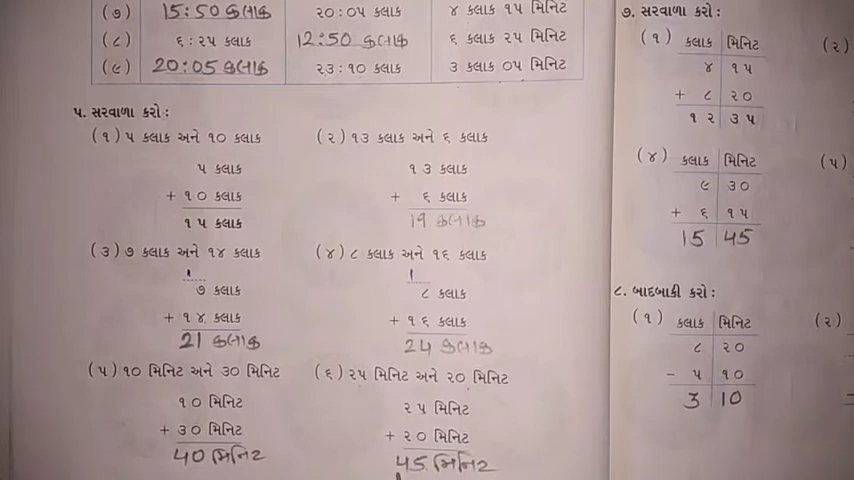 (૭) 15:50 કલાક ૨૦:૦૫ કલાક ૪ કલાક ૧૫ મિનિટ
(૮) ૬:૨૫ કલાક 12:50 કલાક ૬ કલાક ૨૫ મિનિટ
(૯) 20:05 કલાક ૨૩:૧૦ કલાક ૩ કલાક ૦૫ મિનિટ
૫. સરવાળા કરો :
(૧) ૫ કલાક અને ૧૦ કલાક
૫ કલાક
+ ૧૦ કલાક
૧૫ કલાક
(૨) ૧૩ કલાક અને ૬ કલાક
૧૩ કલાક
+ ૬ કલાક
19 કલાક
(૩) ૭ કલાક અને ૧૪ કલાક
1
૭ કલાક
+ ૧૪ કલાક
21 કલાક
(૪) ૮ કલાક અને ૧૬ કલાક
1
૮ કલાક
+ ૧૬ કલાક
24 કલાક
(૫) ૧૦ મિનિટ અને ૩૦ મિનિટ
૧૦ મિનિટ
+ ૩૦ મિનિટ
40 મિનિટ
(૬) ૨૫ મિનિટ અને ૨૦ મિનિટ
૨૫ મિનિટ
+ ૨૦ મિનિટ
45 મિનિટ
૭. સરવાળા કરો :
(૧) કલાક મિનિટ
૪ ૧૫
+ ૮ ૨૦
૧૨ ૩૫
(૨)
(૪) કલાક મિનિટ
૯ ૩૦
+ ૬ ૧૫
15 45
(૫)
૮. બાદબાકી કરો :
(૧) કલાક મિનિટ
૮ ૨૦
- ૫ ૧૦
3 10
(૨)